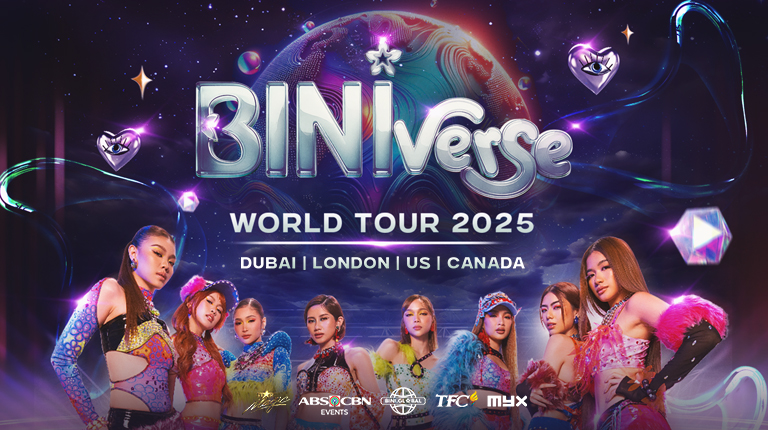 BINIverse
WORLD TOUR 2025
DUBAI | LONDON | US | CANADA
ABS CBN
EVENTS
BINI GLOBAL
TFC
myx